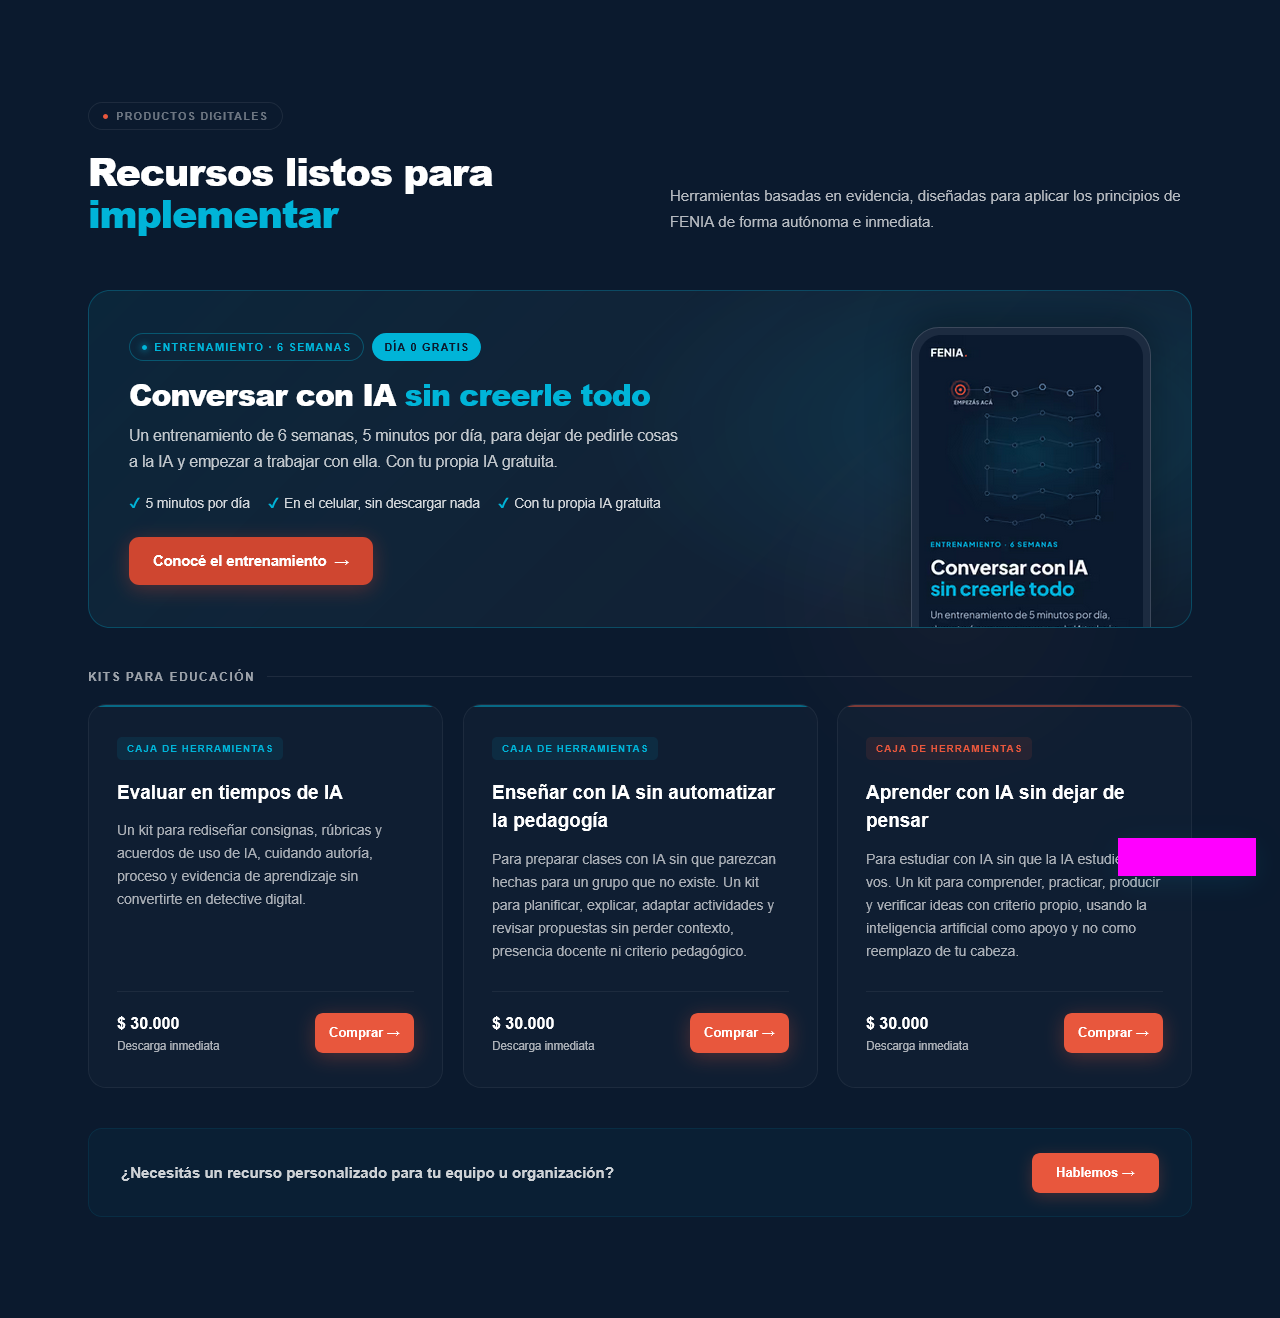 PRODUCTOS DIGITALES
Recursos listos para
implementar
Herramientas basadas en evidencia, diseñadas para aplicar los principios de
FENIA de forma autónoma e inmediata.
ENTRENAMIENTO · 6 SEMANAS
DÍA 0 GRATIS
Conversar con IA sin creerle todo
Un entrenamiento de 6 semanas, 5 minutos por día, para dejar de pedirle cosas
a la IA y empezar a trabajar con ella. Con tu propia IA gratuita.
✓ 5 minutos por día ✓ En el celular, sin descargar nada ✓ Con tu propia IA gratuita
Conocé el entrenamiento →
FENIA.
EMPEZÁS ACÁ
ENTRENAMIENTO · 6 SEMANAS
Conversar con IA
sin creerle todo
Un entrenamiento de 5 minutos por día,
KITS PARA EDUCACIÓN
CAJA DE HERRAMIENTAS
Evaluar en tiempos de IA
Un kit para rediseñar consignas, rúbricas y
acuerdos de uso de IA, cuidando autoría,
proceso y evidencia de aprendizaje sin
convertirte en detective digital.
$ 30.000
Descarga inmediata
Comprar →
CAJA DE HERRAMIENTAS
Enseñar con IA sin automatizar
la pedagogía
Para preparar clases con IA sin que parezcan
hechas para un grupo que no existe. Un kit
para planificar, explicar, adaptar actividades y
revisar propuestas sin perder contexto,
presencia docente ni criterio pedagógico.
$ 30.000
Descarga inmediata
Comprar →
CAJA DE HERRAMIENTAS
Aprender con IA sin dejar de
pensar
Para estudiar con IA sin que la IA
vos. Un kit para comprender, practicar, producir
y verificar ideas con criterio propio, usando la
inteligencia artificial como apoyo y no como
reemplazo de tu cabeza.
$ 30.000
Descarga inmediata
Comprar →
¿Necesitás un recurso personalizado para tu equipo u organización?
Hablemos →